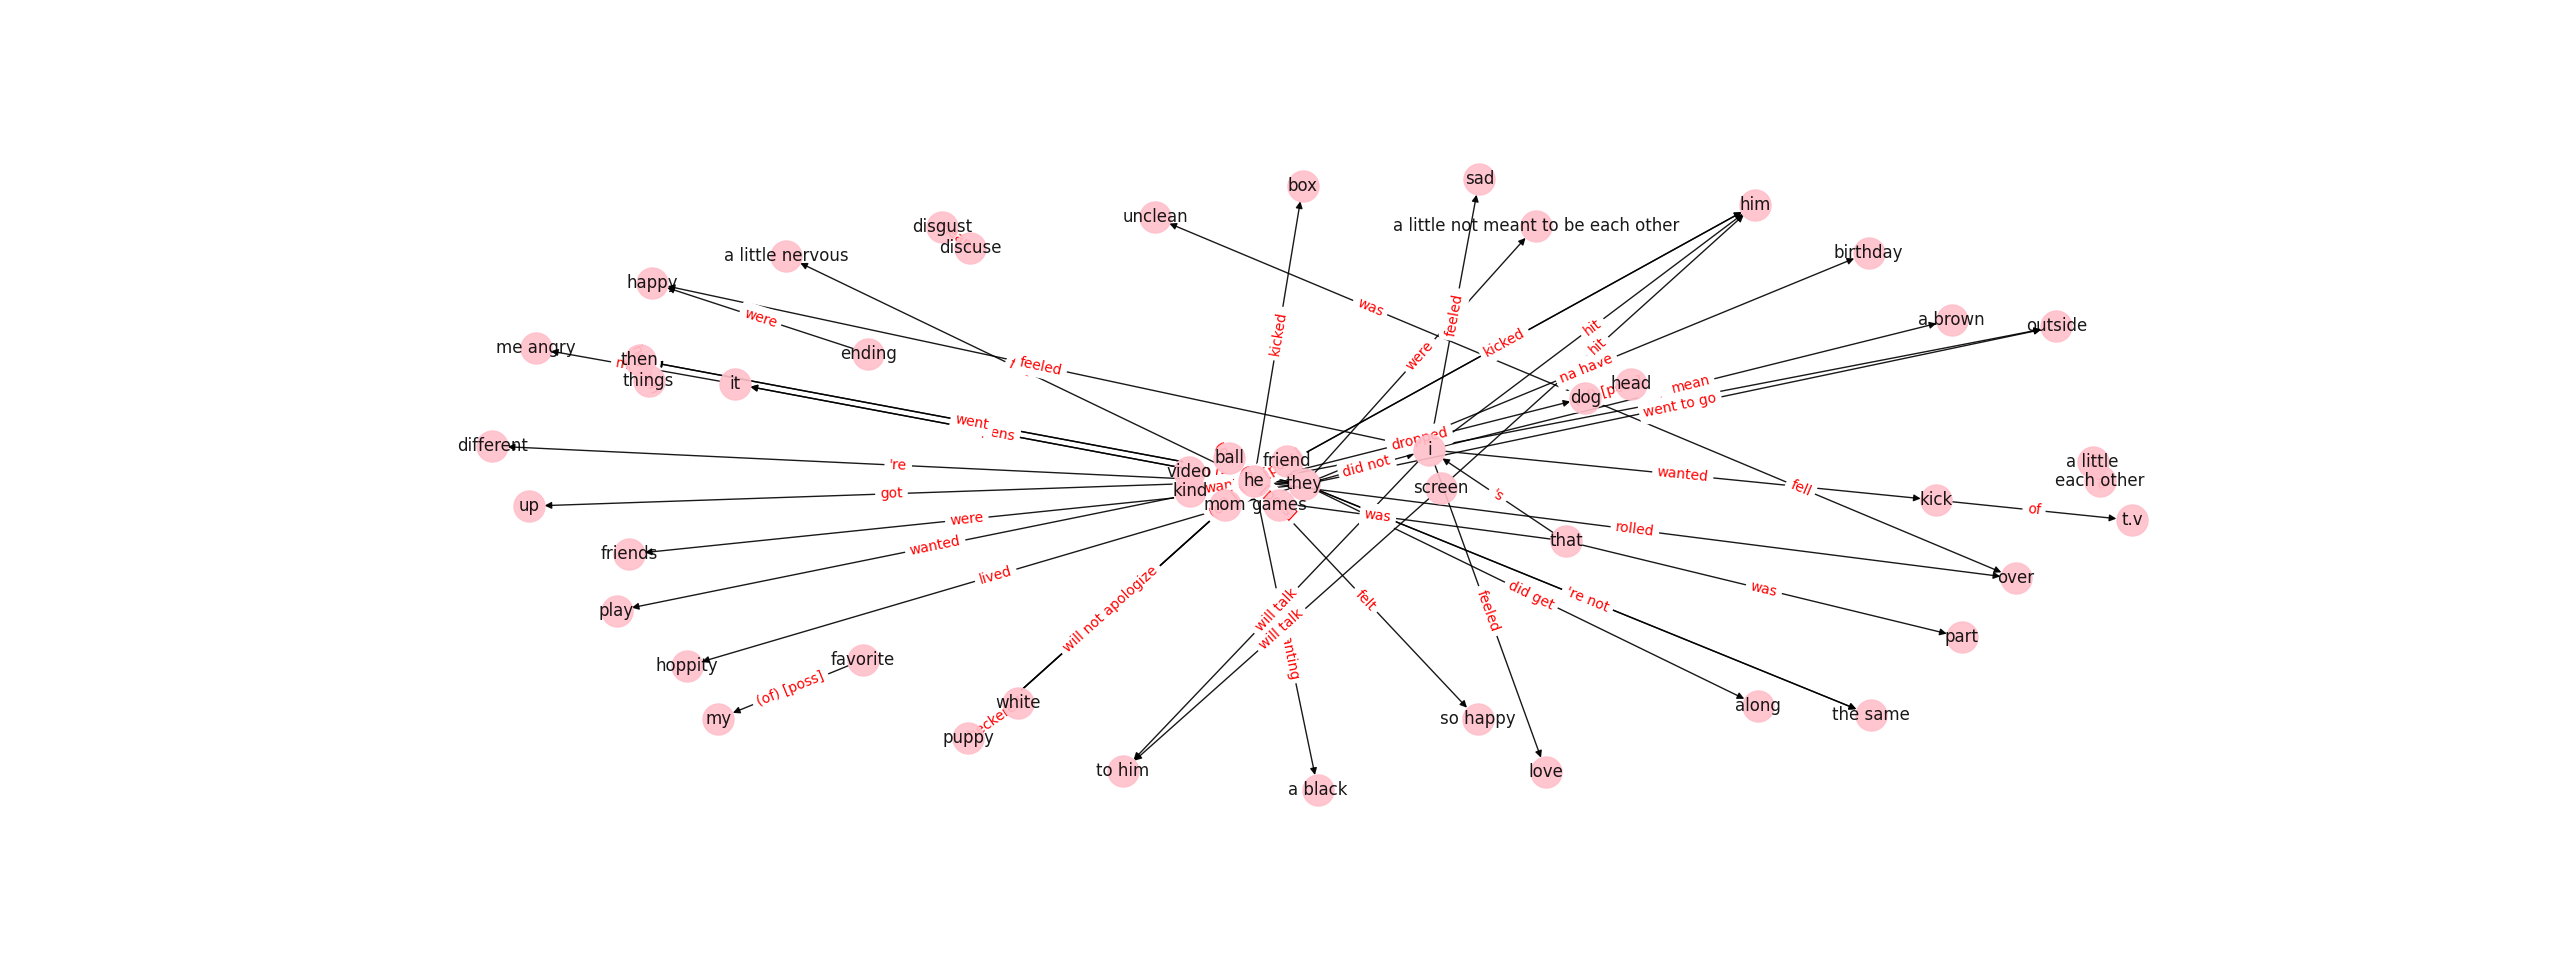 box
sad
him
unclean
a little not meant to be each other
disgust
discuse
a little nervous
birthday
happy
was
a brown
outside
were
feeled
kicked
hit
kicked
hit
me angry
then
ending
were
feeled
na have
things
it
head
mean
dog
went to go
went
ens
dropped
different
ball
friend
i
're
video
did not
wanted
a little
he
they
each other
kind
screen
's
fell
kick
got
up
mom
games
was
of
t.v
were
rolled
friends
wanted
that
lived
over
was
play
will not apologize
will talk
felt
feeled
did get
're not
part
will talk
hoppity
favorite
nting
(of) [poss]
my
white
puppy
so happy
along
the same
to him
love
a black